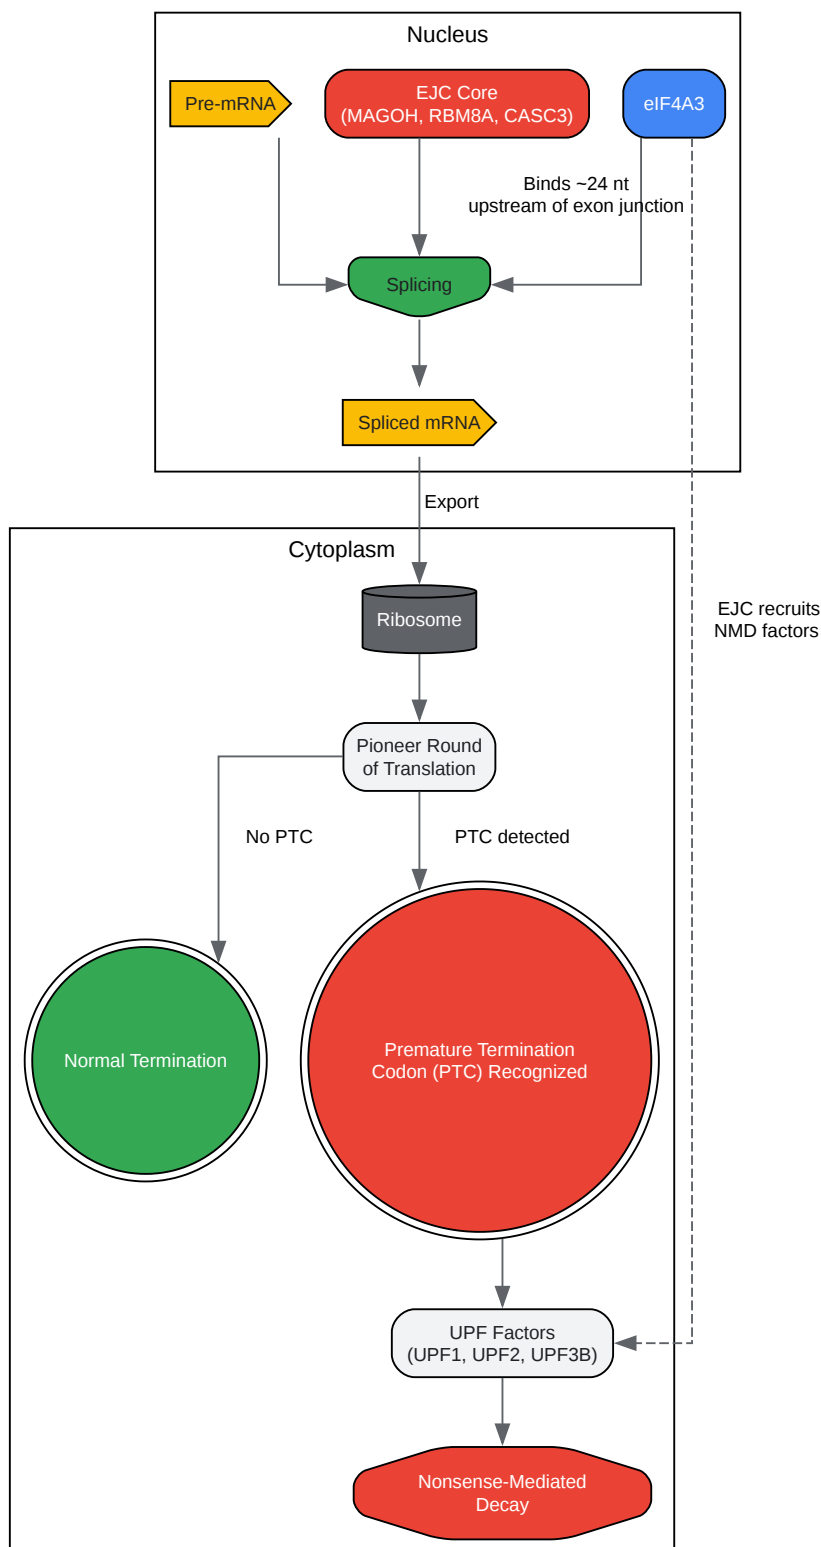 Nucleus
Pre-mRNA
EJC Core
(MAGOH, RBM8A, CASC3)
eIF4A3
Binds ~24 nt
upstream of exon junction
Splicing
Spliced mRNA
Export
Cytoplasm
Ribosome
EJC recruits
NMD factors
Pioneer Round
of Translation
No PTC
PTC detected
Normal Termination
Premature Termination
Codon (PTC) Recognized
UPF Factors
(UPF1, UPF2, UPF3B)
Nonsense-Mediated
Decay